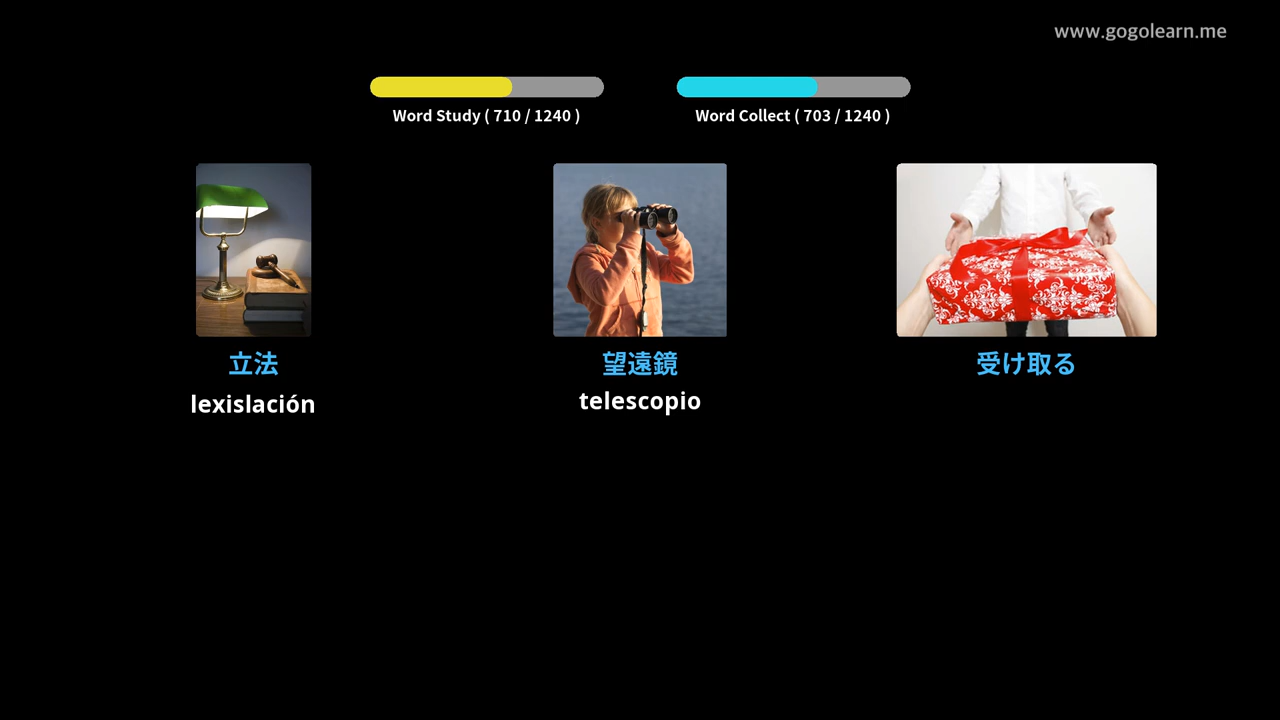 www.gogolearn.me
Word Study ( 710 / 1240 )
Word Collect ( 703 / 1240 )
立法
望遠鏡
受け取る
lexislación
telescopio